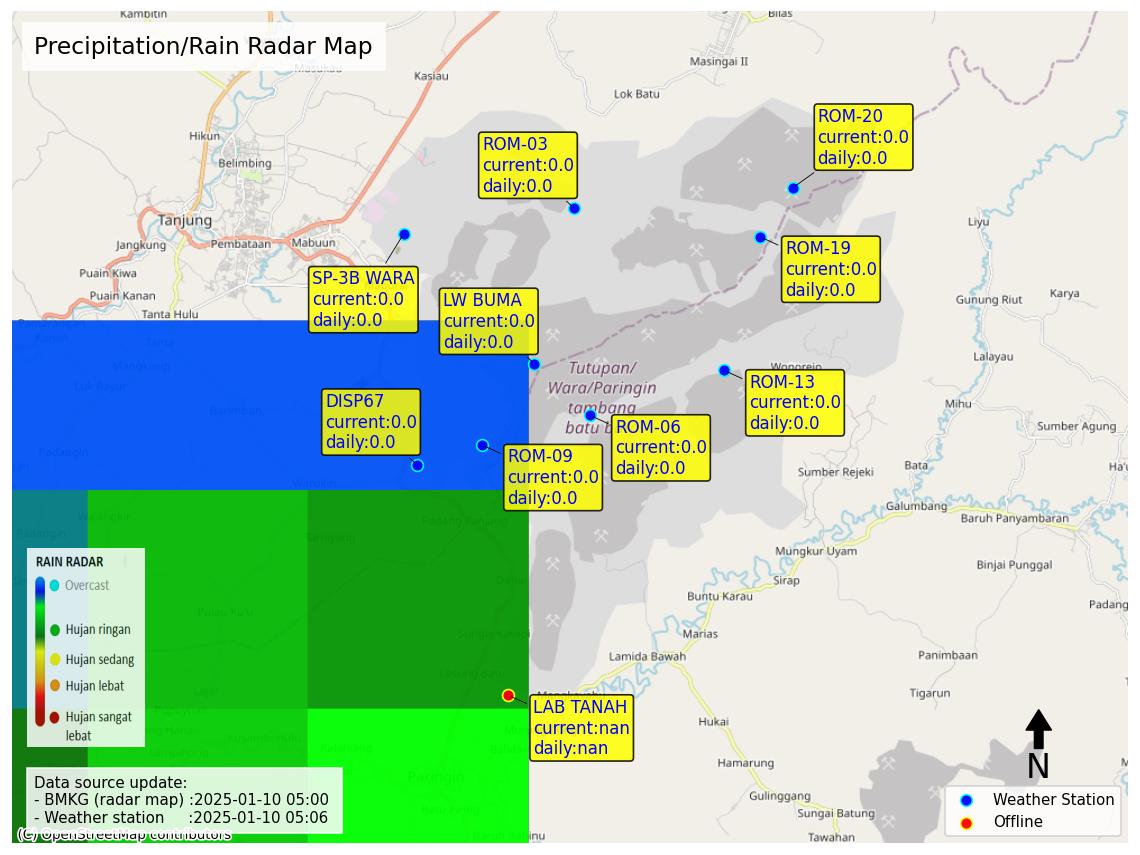 Kambitin
Bilas
Precipitation/Rain Radar Map
Masingai II
Kasiau
Lok Batu
ROM-20
current:0.0
daily:0.0
Hikun
ROM-03
current:0.0
daily:0.0
Belimbing
Tanjung
Liyu
Jangkung
Pembataan
Mabuun
ROM-19
current:0.0
daily:0.0
Puain Kiwa
SP-3B WARA
current:0.0
daily:0.0
Puain Kanan
LW BUMA
current:0.0
daily:0.0
Gunung Riut
Karya
Tanta Hulu
Lalayau
Tutupan/
Wara/Paringin
tambang
batu
Wonorejo
ROM-13
current:0.0
daily:0.0
DISP67
current:0.0
daily:0.0
Mihu
ROM-06
current:0.0
daily:0.0
Sumber Agung
ROM-09
current:0.0
daily:0.0
Bata
Sumber Rejeki
Galumbang
Baruh Panyambaran
Mungkur Uyam
Binjai Punggal
RAIN RADAR
Overcast
Hujan ringan
Hujan sedang
Hujan lebat
Hujan sangat
lebat
Sirap
Buntu Karau
Padang
Marias
Lamida Bawah
Panimbaan
Tigarun
LAB TANAH
current:nan
daily:nan
Hukai
Hamarung
N
Paringin
Gulinggang
Data source update:
- BMKG (radar map) :2025-01-10 05:00
- Weather station :2025-01-10 05:06
Weather Station
Offline
Sungai Batung
(C) OpenStreetMap contributors
Tawahan